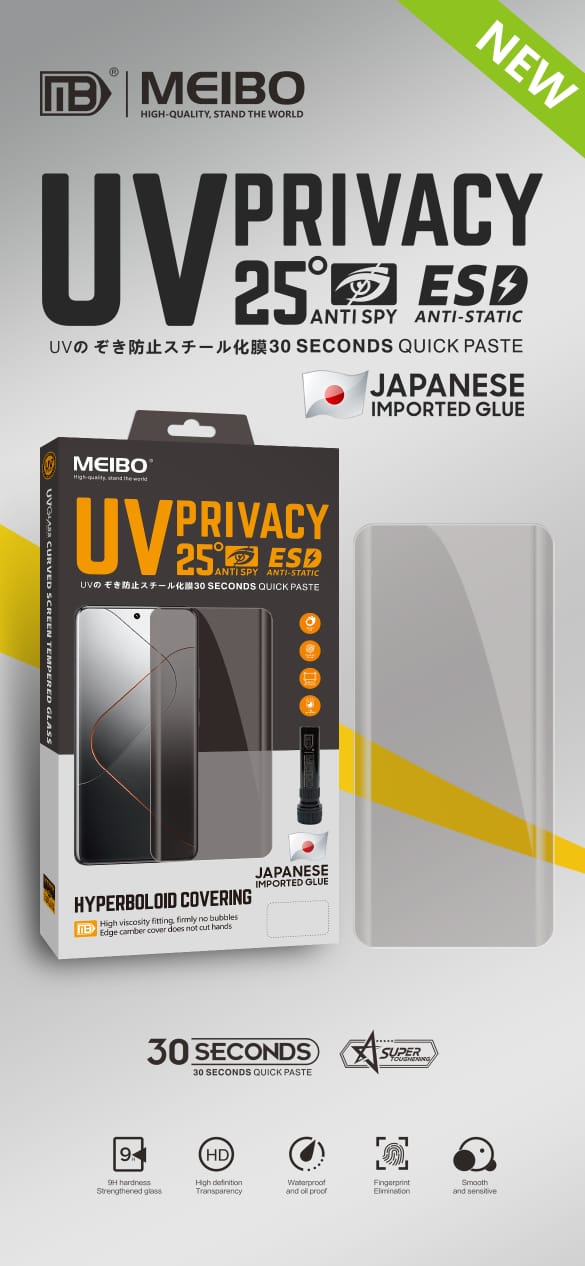 NEW
MEIBO
HIGH-QUALITY, STAND THE WORLD
UV PRIVACY
25° ANTI SPY ESD ANTI-STATIC
UVの ぞき防止スチール化膜30 SECONDS QUICK PASTE
JAPANESE
IMPORTED GLUE
MEIBO
High-quality, stand the world
UV PRIVACY
25° ANTI SPY ESD ANTI-STATIC
UVの ぞき防止スチール化膜30 SECONDS QUICK PASTE
CURVED SCREEN TEMPERED GLASS
JAPANESE
IMPORTED GLUE
HYPERBOLOID COVERING
High viscosity fitting, firmly no bubbles
Edge camber cover does not cut hands
30 SECONDS
30 SECONDS QUICK PASTE
SUPER
TOUGHENING
9H
HD
9H hardness
Strengthened glass
High definition
Transparency
Waterproof
and oil proof
Fingerprint
Elimination
Smooth
and sensitive